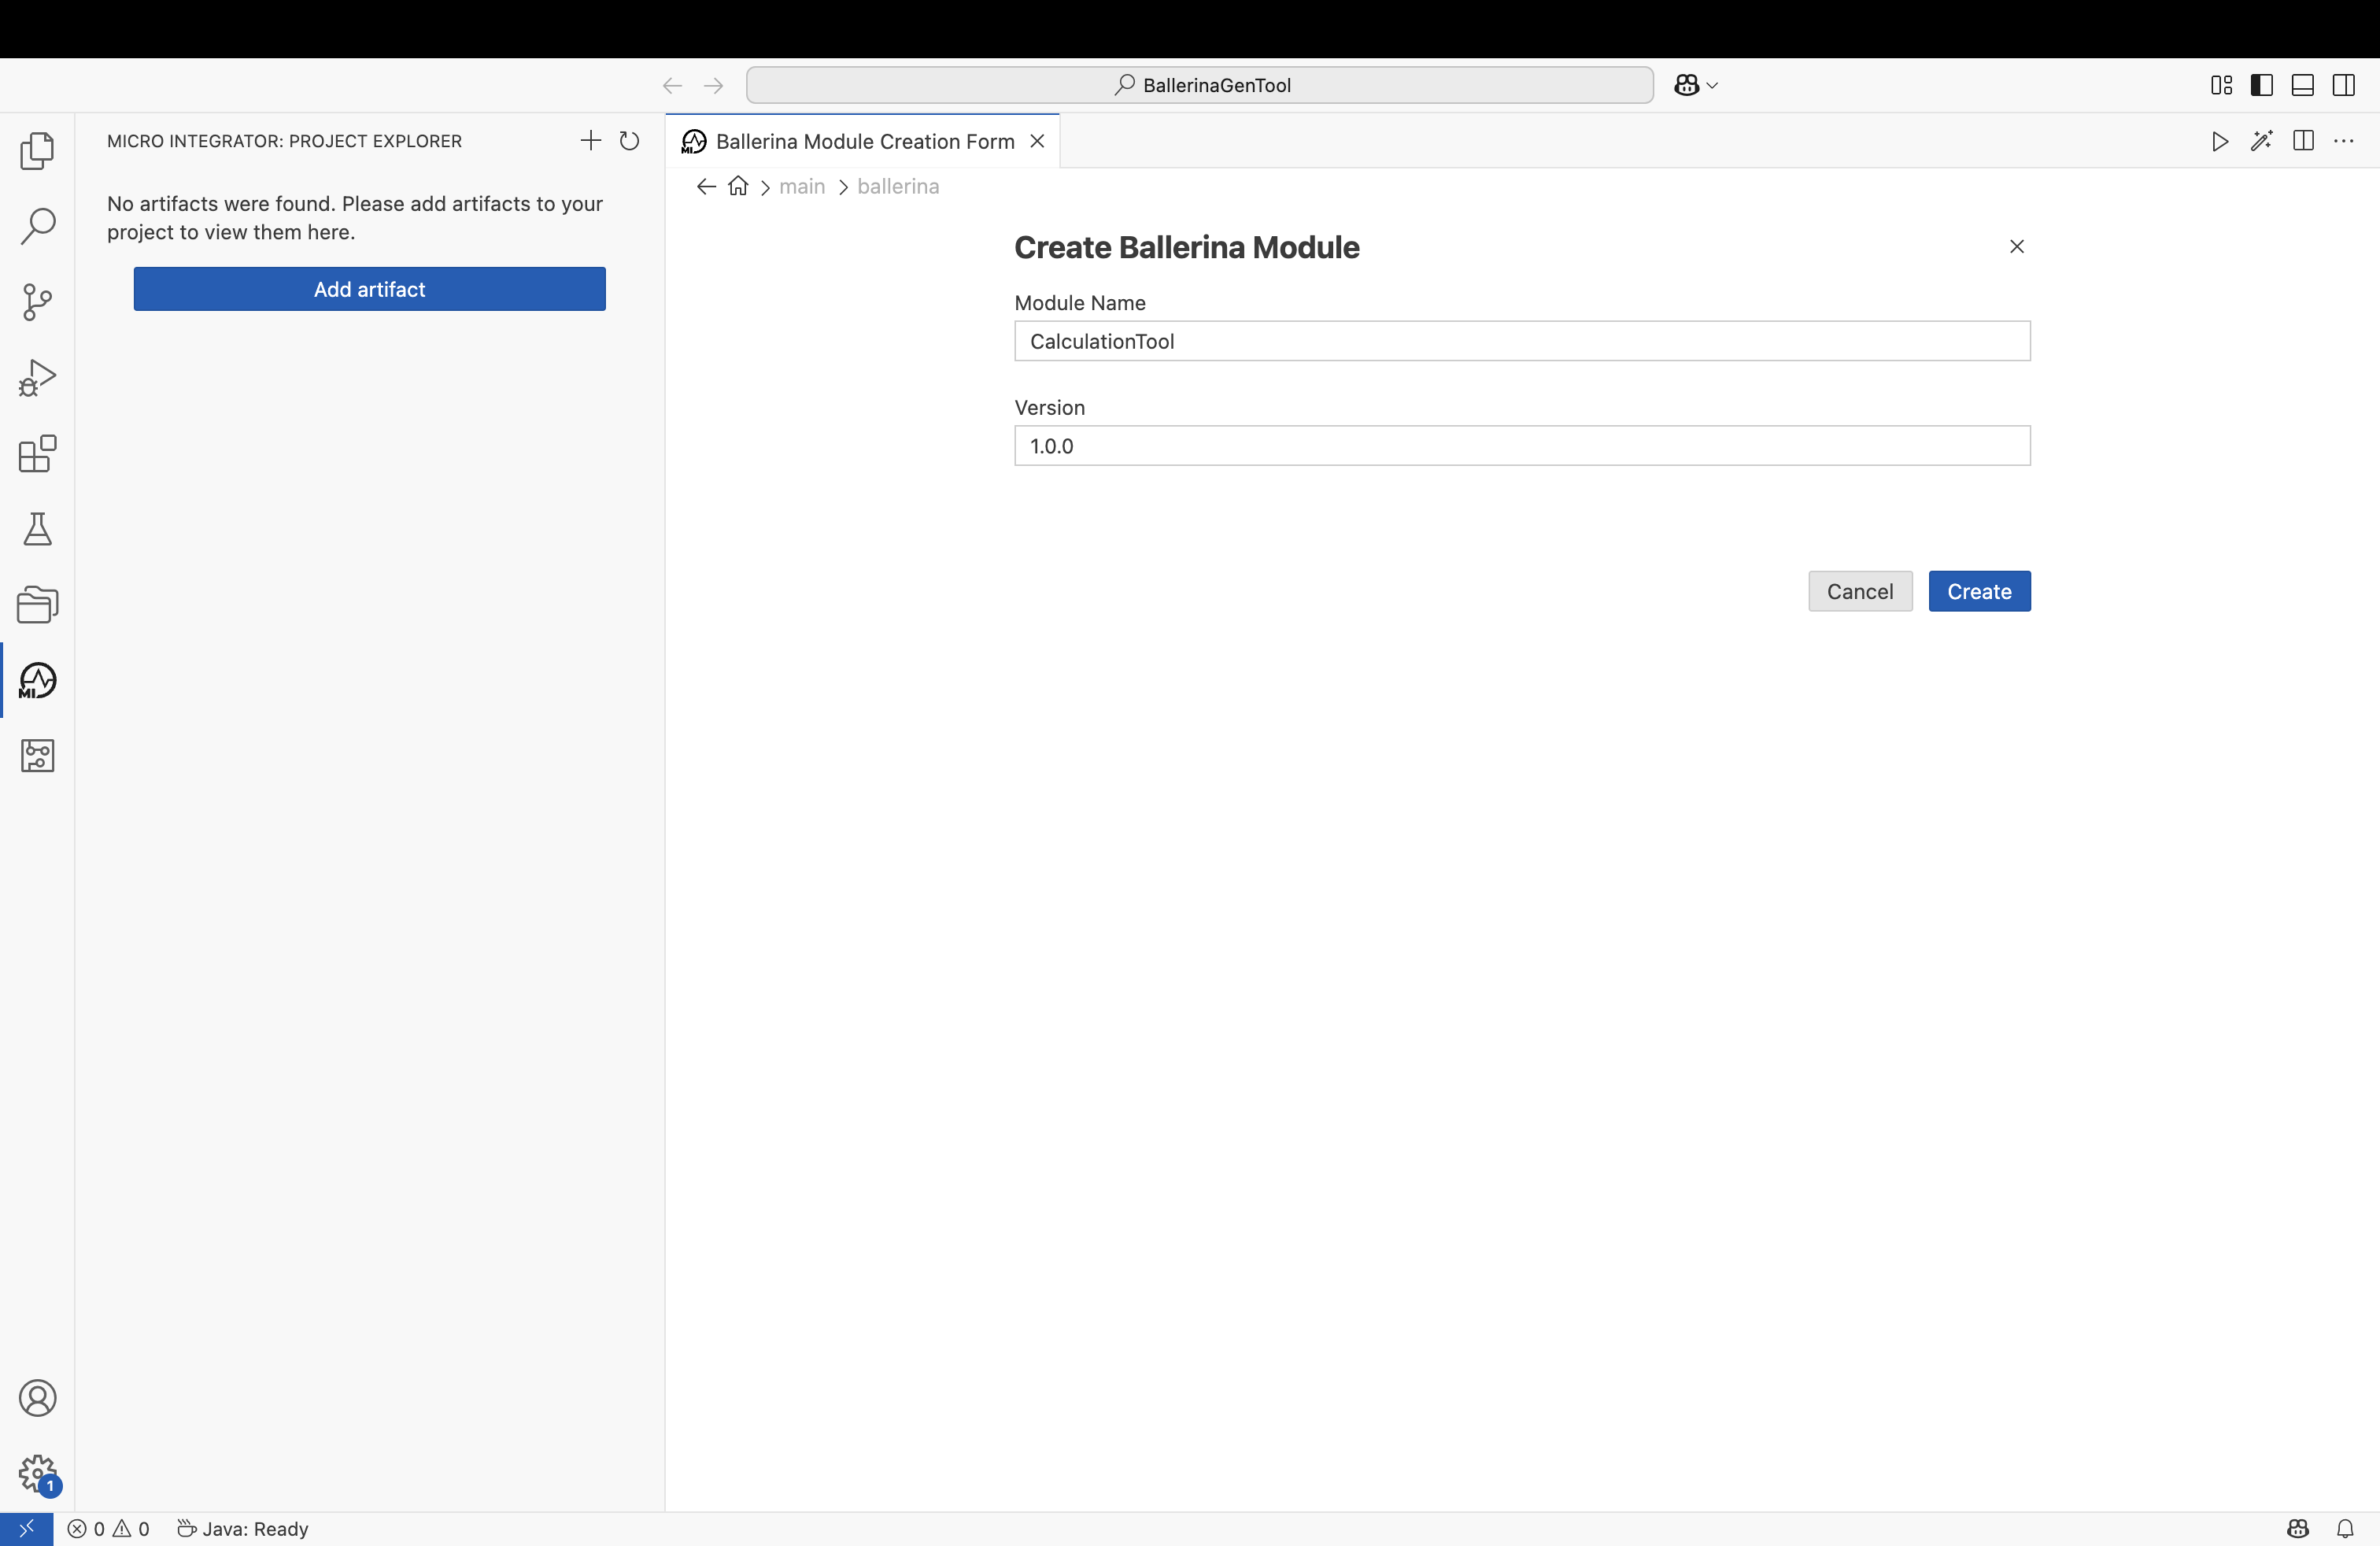 BallerinaGenTool
MICRO INTEGRATOR: PROJECT EXPLORER
No artifacts were found. Please add artifacts to your
project to view them here.
Add artifact
MI
1
MI Ballerina Module Creation Form
main ballerina
Create Ballerina Module
Module Name
CalculationTool
Version
1.0.0
Cancel Create
0 0 Java: Ready